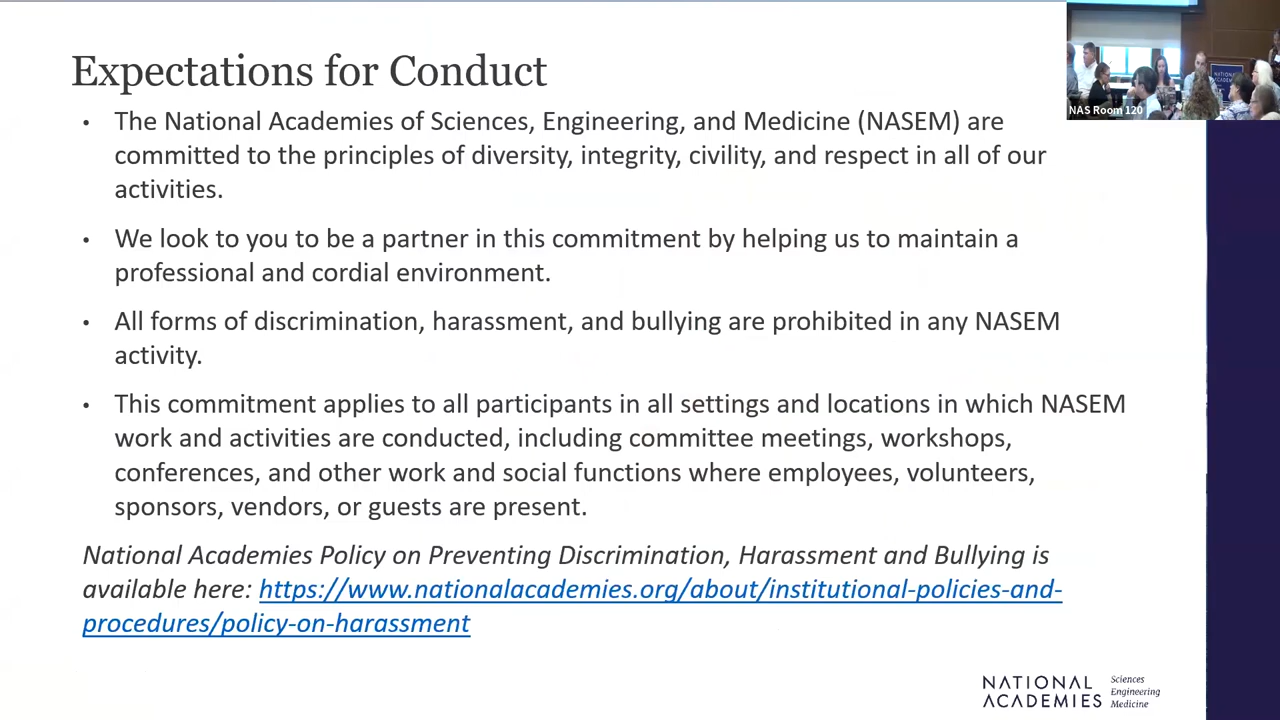 Expectations for Conduct
• The National Academies of Sciences, Engineering, and Medicine (NASEM) are
committed to the principles of diversity, integrity, civility, and respect in all of our
activities.
• We look to you to be a partner in this commitment by helping us to maintain a
professional and cordial environment.
• All forms of discrimination, harassment, and bullying are prohibited in any NASEM
activity.
• This commitment applies to all participants in all settings and locations in which NASEM
work and activities are conducted, including committee meetings, workshops,
conferences, and other work and social functions where employees, volunteers,
sponsors, vendors, or guests are present.
National Academies Policy on Preventing Discrimination, Harassment and Bullying is
available here: https://www.nationalacademies.org/about/institutional-policies-and-
procedures/policy-on-harassment
NAS Room 120
NATIONAL
ACADEMIES
NATIONAL
ACADEMIES
Sciences
Engineering
Medicine